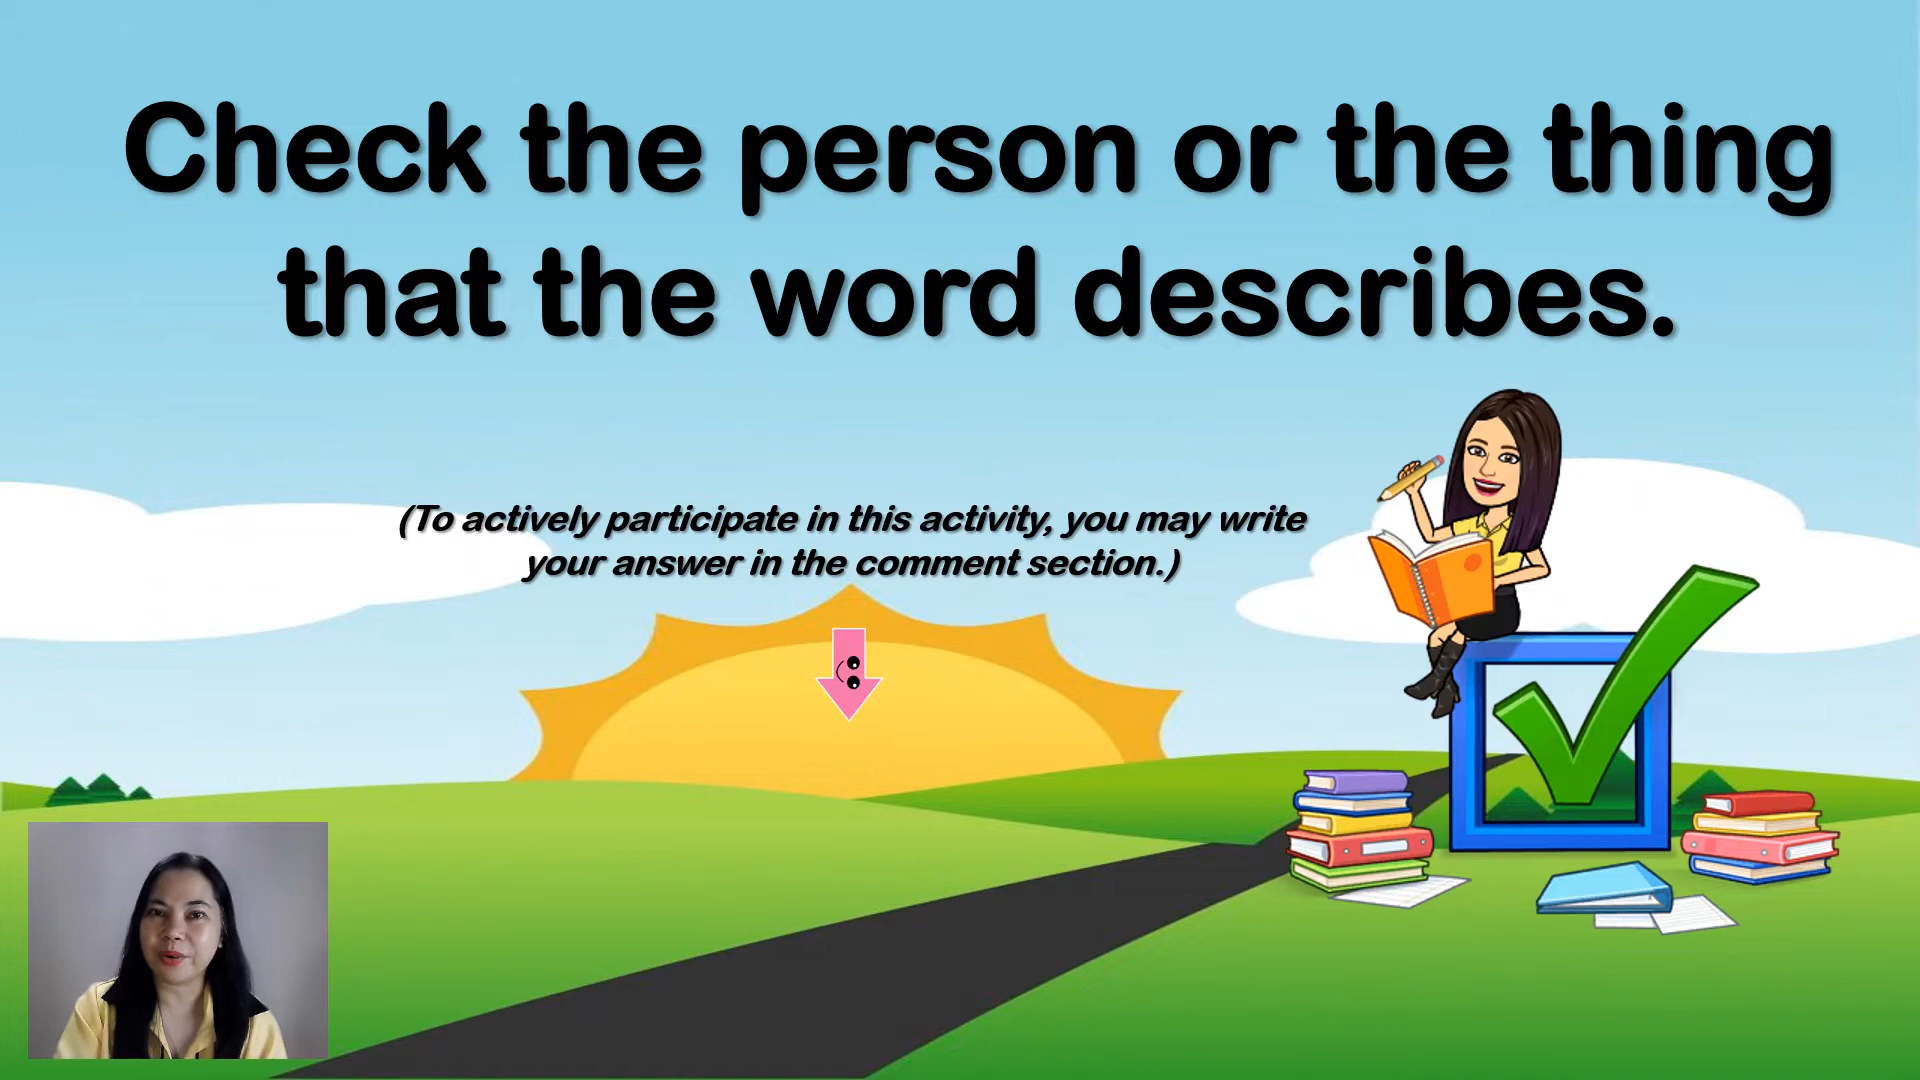 Check the person or the thing
that the word describes.
(To actively participate in this activity, you may write
your answer in the comment section.)